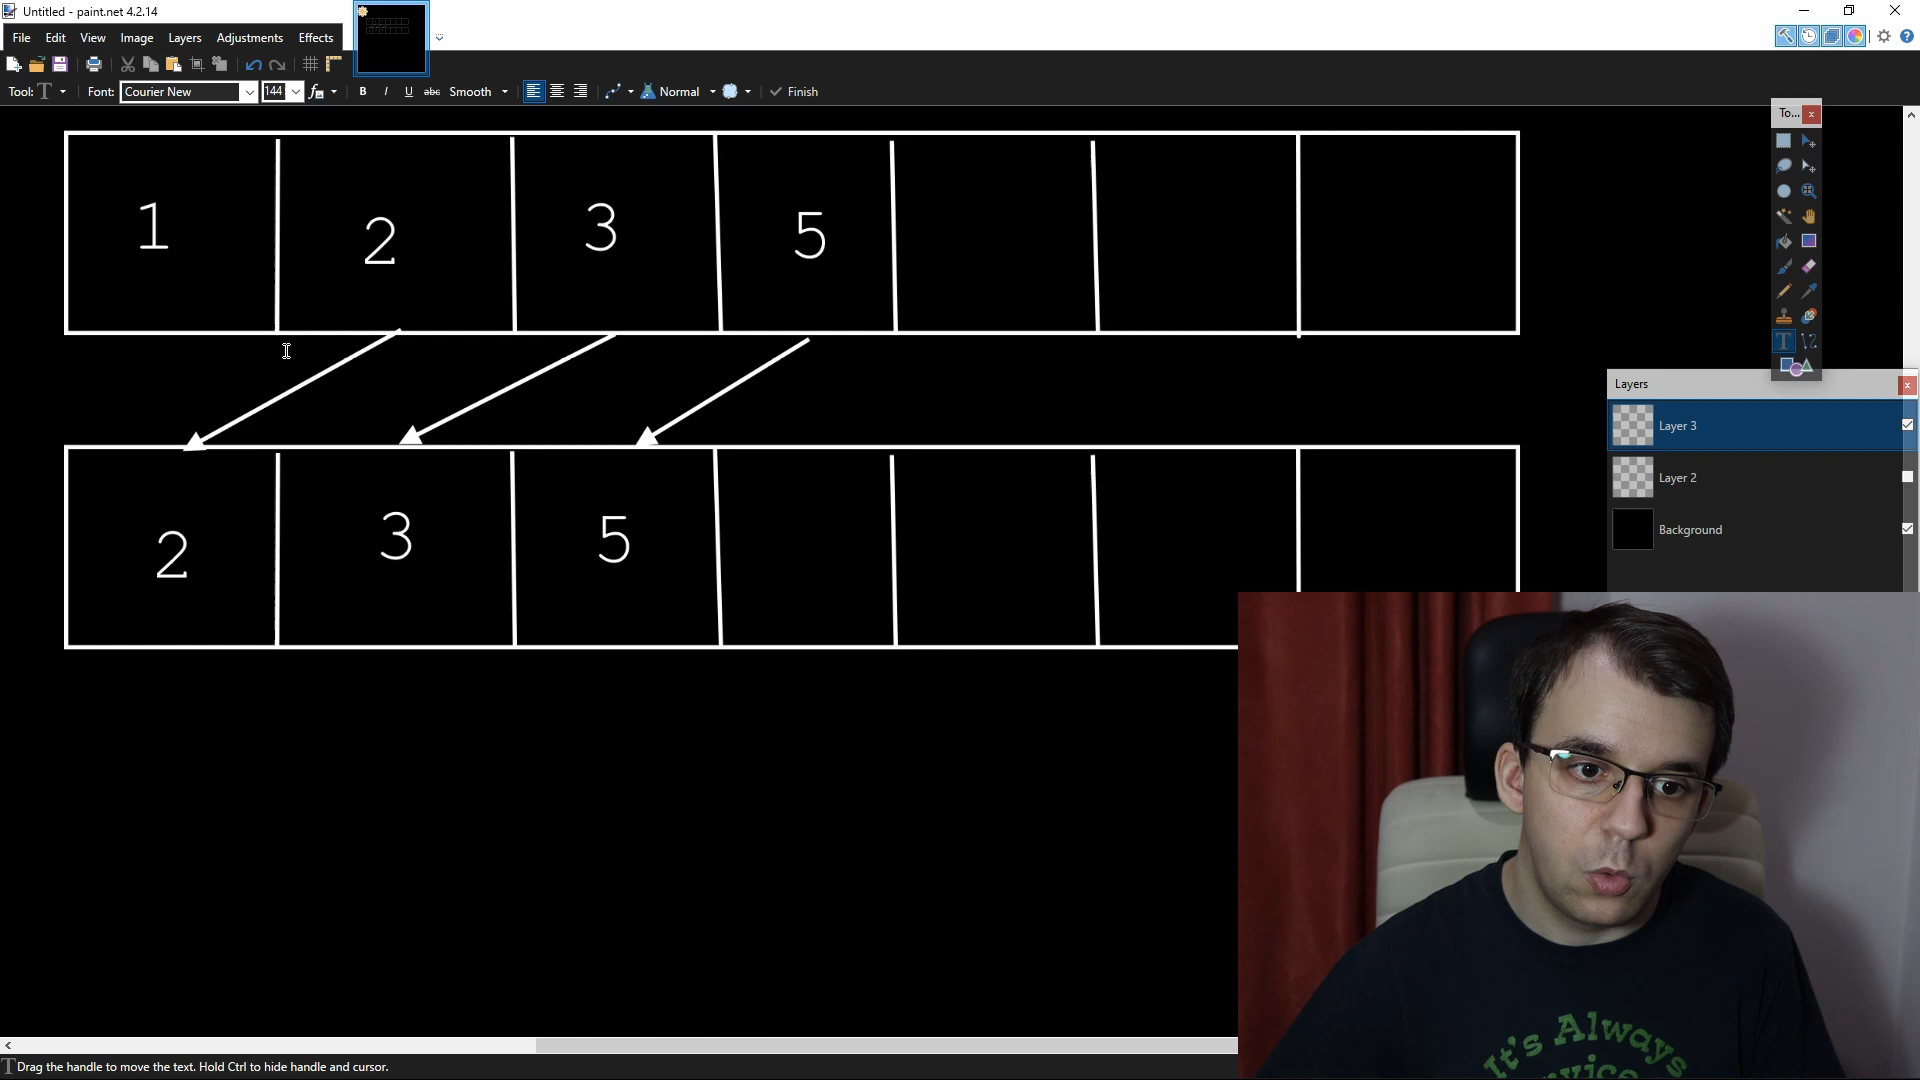 Untitled - paint.net 4.2.14
File Edit View Image Layers Adjustments Effects
Tool: T Font: Courier New 144 fx B I U abc Smooth Normal Finish
To...
1 2 3 5
Layers
Layer 3
Layer 2
Background
2 3 5
It's Always
Drag the handle to move the text. Hold Ctrl to hide handle and cursor.